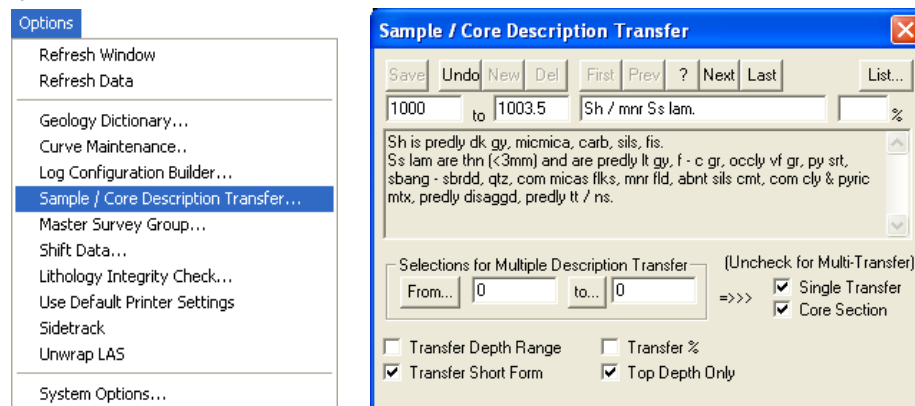 Options
Refresh Window
Refresh Data
Geology Dictionary...
Curve Maintenance..
Log Configuration Builder...
Sample / Core Description Transfer...
Master Survey Group...
Shift Data...
Lithology Integrity Check...
Use Default Printer Settings
Sidetrack
Unwrap LAS
System Options...
Sample / Core Description Transfer
Save Undo New Del First Prev ? Next Last List...
1000 to 1003.5 Sh / mnr Ss lam. %
Sh is predly dk gy, micmica, carb, sils, fis.
Ss lam are thn (<3mm) and are predly lt gy, f - c gr, occly vf gr, py srt,
sbang - sbrdd, qtz, com micas flks, mnr fld, abnt sils cmt, com cly & pyric
mtx, predly disaggd, predly tt / ns.
Selections for Multiple Description Transfer (Uncheck for Multi-Transfer)
From... 0 to... 0 =>>> Single Transfer
Core Section
Transfer Depth Range Transfer %
Transfer Short Form Top Depth Only